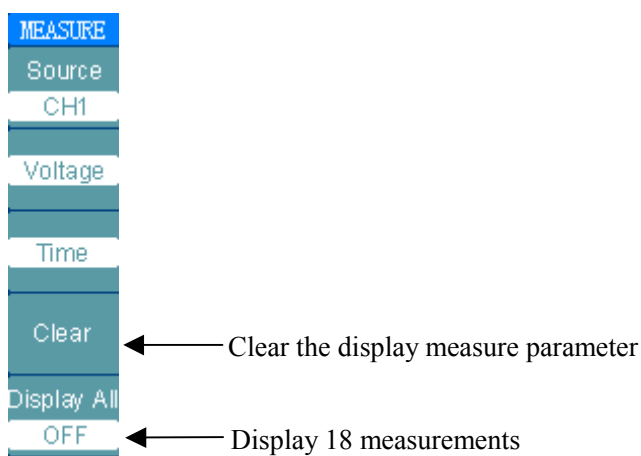 MEASURE
Source
CH1
Voltage
Time
Clear
Clear the display measure parameter
Display All
OFF
Display 18 measurements